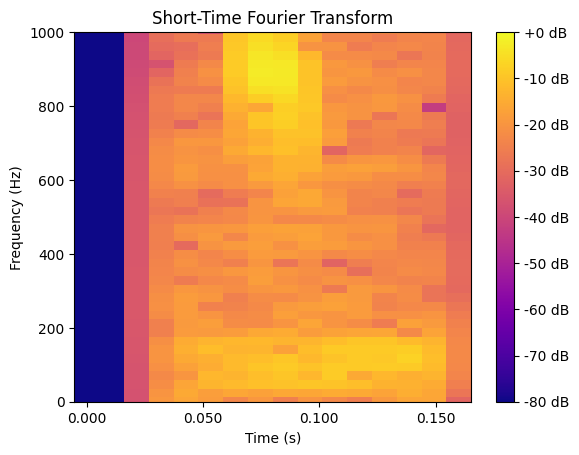 Short-Time Fourier Transform
Frequency (Hz)
1000
800
600
400
200
0
0.000
0.050
0.100
0.150
Time (s)
+0 dB
-10 dB
-20 dB
-30 dB
-40 dB
-50 dB
-60 dB
-70 dB
-80 dB